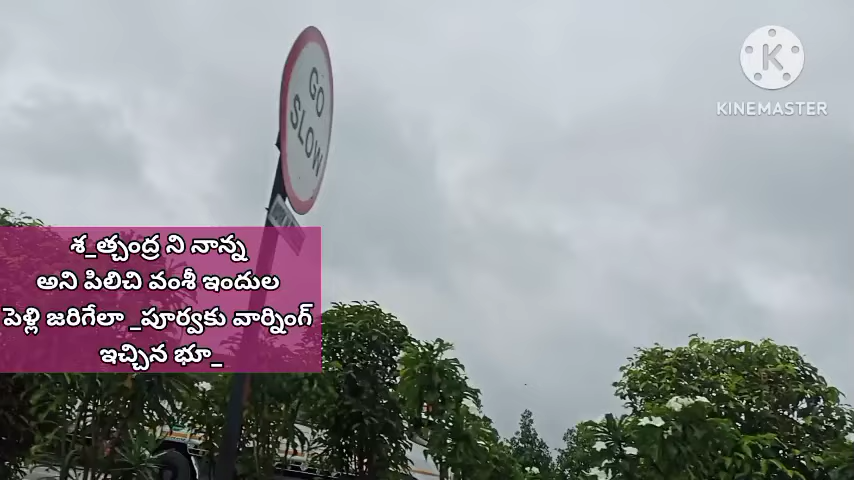 GO
SLOW
KINEMASTER
శ_త్చంద్ర ని నాన్న
అని పిలిచి వంశీ ఇందుల
పెళ్లి జరిగేలా _పూర్వకు వార్నింగ్
ఇచ్చిన భూ_